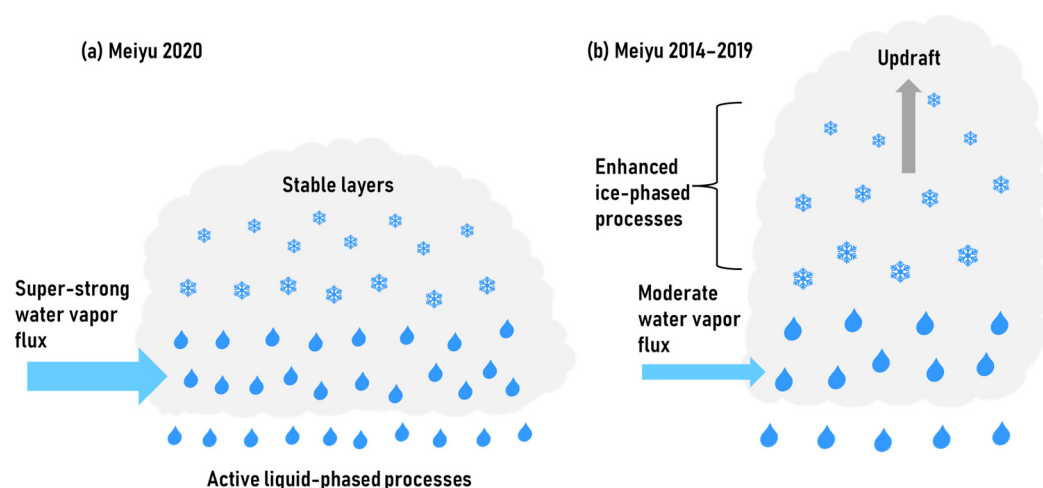 (a) Meiyu 2020
Stable layers
Super-strong
water vapor
flux
Active liquid-phased processes
(b) Meiyu 2014–2019
Updraft
Enhanced
ice-phased
processes
Moderate
water vapor
flux